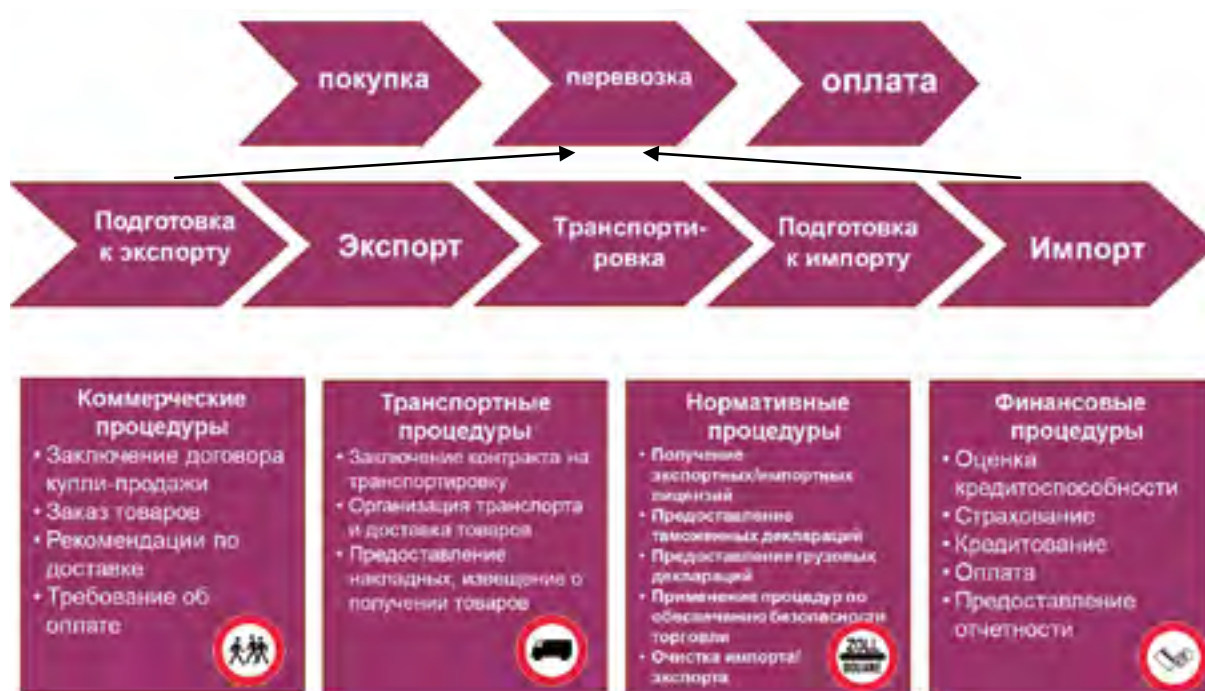 покупка
перевозка
оплата
Подготовка
к экспорту
Экспорт
Транспорти-
ровка
Подготовка
к импорту
Импорт
Коммерческие
процедуры
• Заключение договора
купли-продажи
• Заказ товаров
• Рекомендации по
доставке
• Требование об
оплате
Транспортные
процедуры
• Заключение контракта на
транспортировку
• Организация транспорта
и доставка товаров
• Предоставление
накладных, извещение о
получении товаров
Нормативные
процедуры
• Получение
экспортных/импортных
лицензий
• Предоставление
таможенных деклараций
• Предоставление грузовых
деклараций
• Применение процедур по
обеспечению безопасности
торговли
• Очистка импорта/
экспорта
ZOLL
DOUANE
Финансовые
процедуры
• Оценка
кредитоспособности
• Страхование
• Кредитование
• Оплата
• Предоставление
отчетности